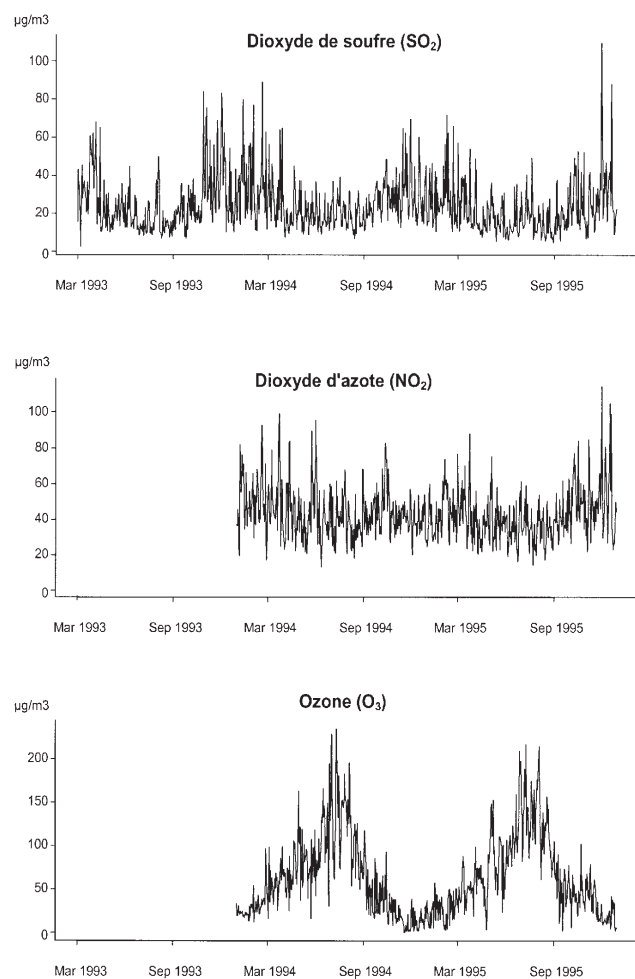 µg/m3
Dioxyde de soufre (SO₂)
100
80
60
40
20
0
Mar 1993 Sep 1993 Mar 1994 Sep 1994 Mar 1995 Sep 1995
µg/m3
Dioxyde d'azote (NO₂)
100
80
60
40
20
0
Mar 1993 Sep 1993 Mar 1994 Sep 1994 Mar 1995 Sep 1995
µg/m3
Ozone (O₃)
200
150
100
50
0
Mar 1993 Sep 1993 Mar 1994 Sep 1994 Mar 1995 Sep 1995